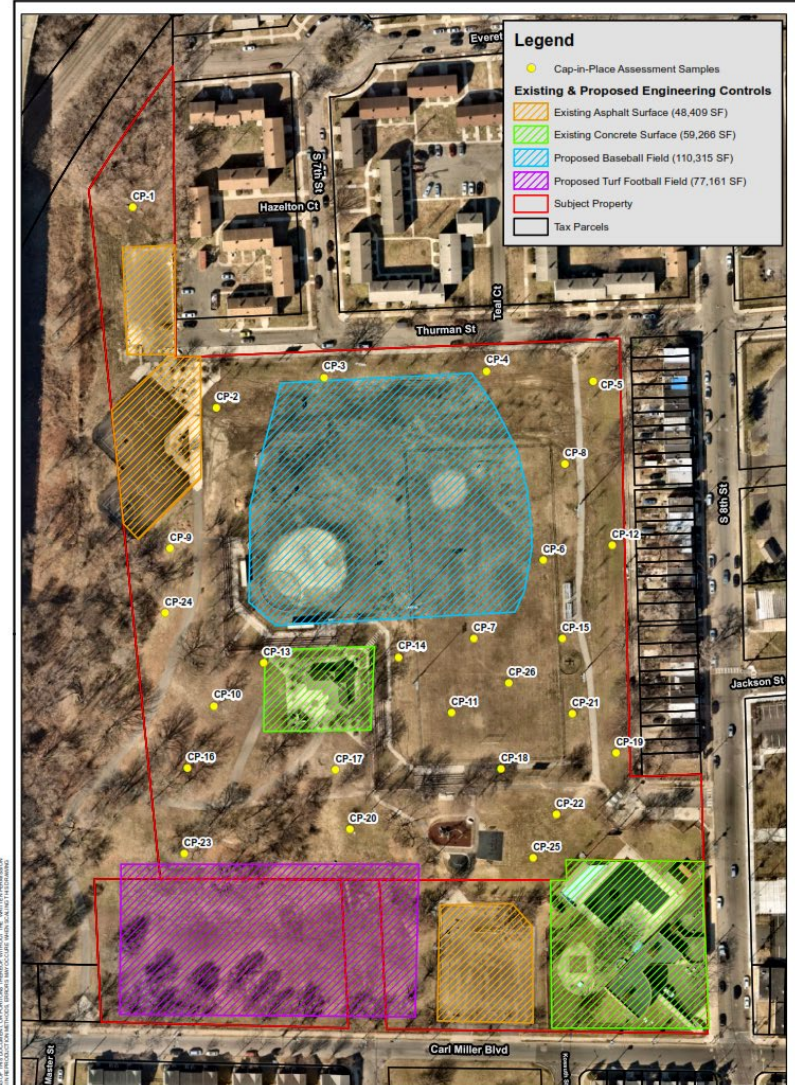 Legend
Cap-in-Place Assessment Samples
Existing & Proposed Engineering Controls
Existing Asphalt Surface (48,409 SF)
Existing Concrete Surface (59,266 SF)
Proposed Baseball Field (110,315 SF)
Proposed Turf Football Field (77,161 SF)
Subject Property
Tax Parcels
Everet
S 7th St
CP-1
Hazelton Ct
Teal Ct
Thurman St
CP-3
CP-4
CP-5
CP-2
CP-8
S 8th St
CP-9
CP-12
CP-6
CP-24
CP-7
CP-15
CP-14
CP-13
CP-26
Jackson St
CP-10
CP-11
CP-21
CP-16
CP-17
CP-18
CP-19
CP-20
CP-22
CP-23
CP-25
Carl Miller Blvd
Master St